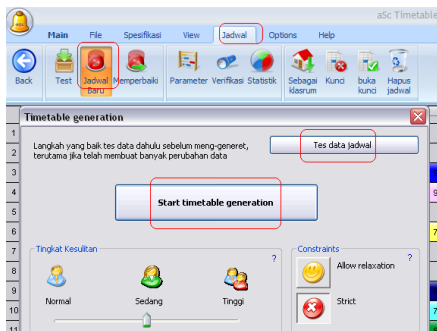 aSc Timetable
Main File Spesifikasi View Jadwal Options Help
Back Test Jadwal Baru Memperbaiki Parameter Verifikasi Statistik Sebagai klasrum Kunci buka kunci Hapus jadwal
Timetable generation
Langkah yang baik tes data dahulu sebelum meng-generet,
terutama jika telah membuat banyak perubahan data
Tes data jadwal
Start timetable generation
Tingkat Kesulitan
?
Normal Sedang Tinggi
Constraints
?
Allow relaxation
Strict
1
2
3
4
5
6
7
8
9
10
11
9
7
7